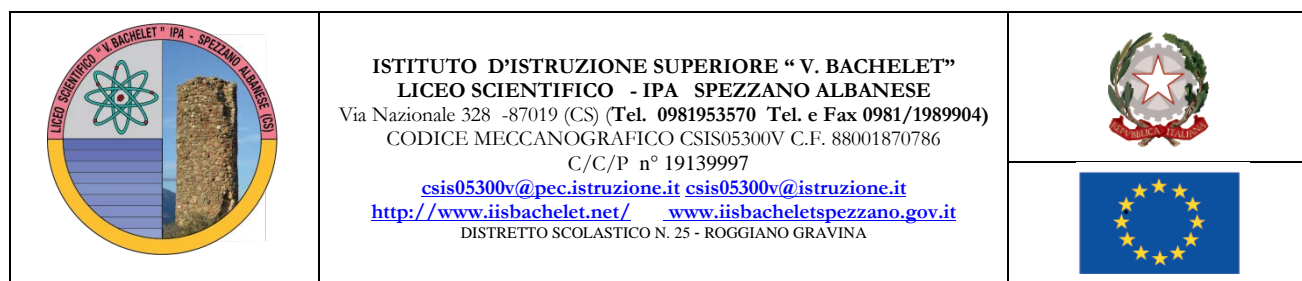 LICEO SCIENTIFICO " V. BACHELET " IPA - SPEZZANO ALBANESE (CS)
ISTITUTO D'ISTRUZIONE SUPERIORE “ V. BACHELET”
LICEO SCIENTIFICO - IPA SPEZZANO ALBANESE
Via Nazionale 328 -87019 (CS) (Tel. 0981953570 Tel. e Fax 0981/1989904)
CODICE MECCANOGRAFICO CSIS05300V C.F. 88001870786
C/C/P n° 19139997
csis05300v@pec.istruzione.it csis05300v@istruzione.it
http://www.iisbachelet.net/ www.iisbacheletspezzano.gov.it
DISTRETTO SCOLASTICO N. 25 - ROGGIANO GRAVINA
REPVBBLICA ITALIANA